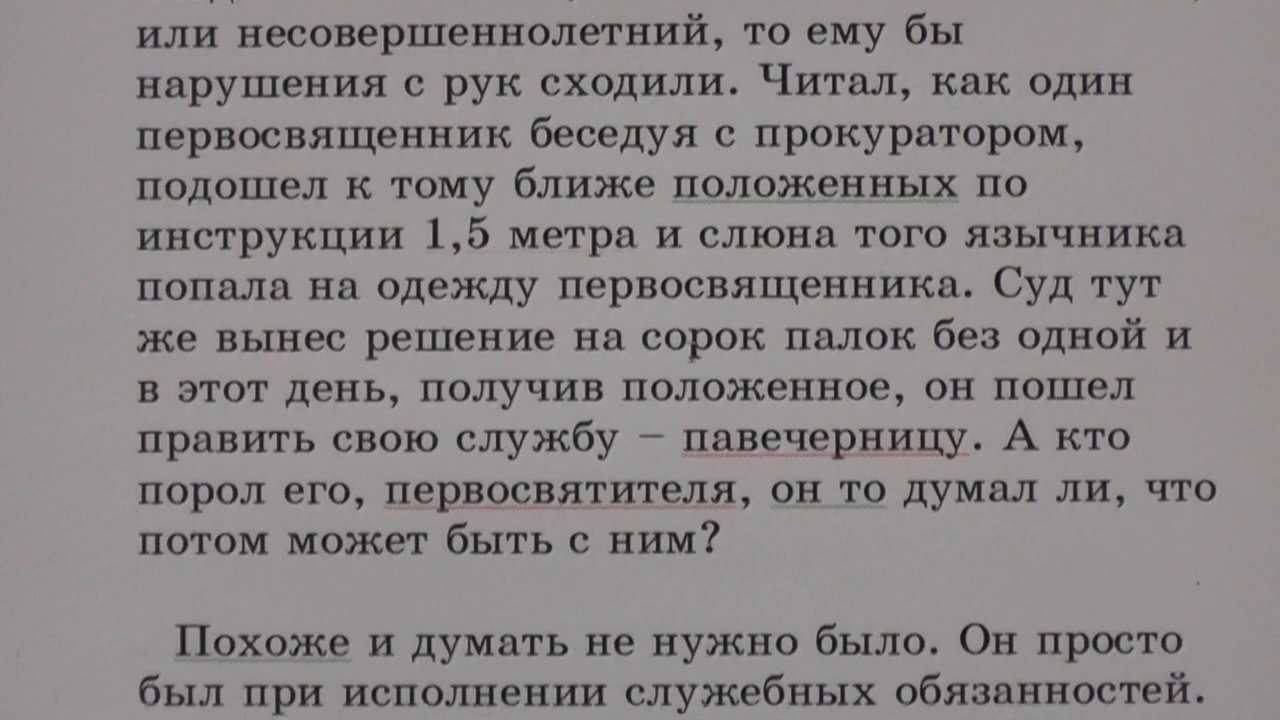 или несовершеннолетний, то ему бы
нарушения с рук сходили. Читал, как один
первосвященник беседуя с прокуратором,
подошел к тому ближе положенных по
инструкции 1,5 метра и слюна того язычника
попала на одежду первосвященника. Суд тут
же вынес решение на сорок палок без одной и
в этот день, получив положенное, он пошел
править свою службу – павечерницу. А кто
порол его, первосвятителя, он то думал ли, что
потом может быть с ним?
Похоже и думать не нужно было. Он просто
был при исполнении служебных обязанностей.